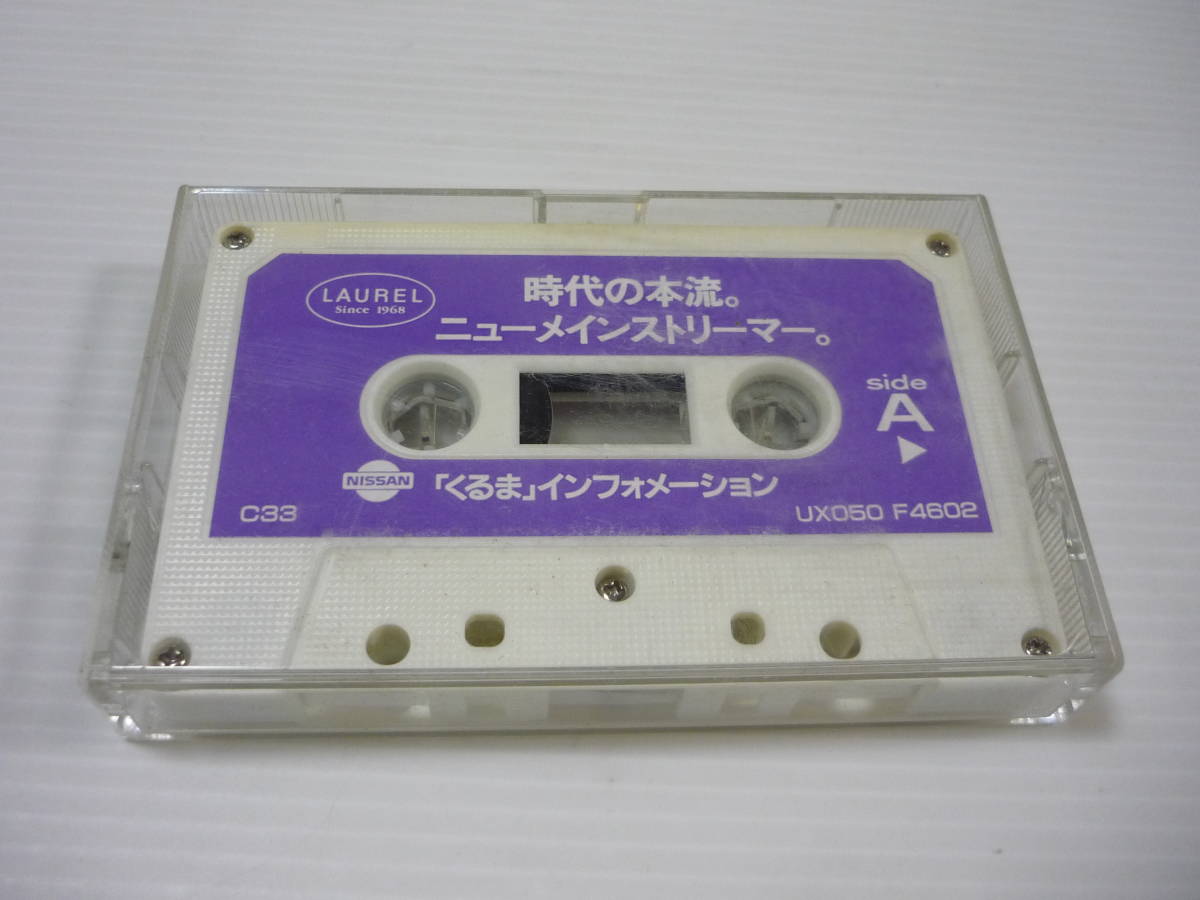 LAUREL
Since 1968
時代の本流。
ニューメインストリーマー。
side
A
NISSAN
「くるま」インフォメーション
C33
UX050 F4602